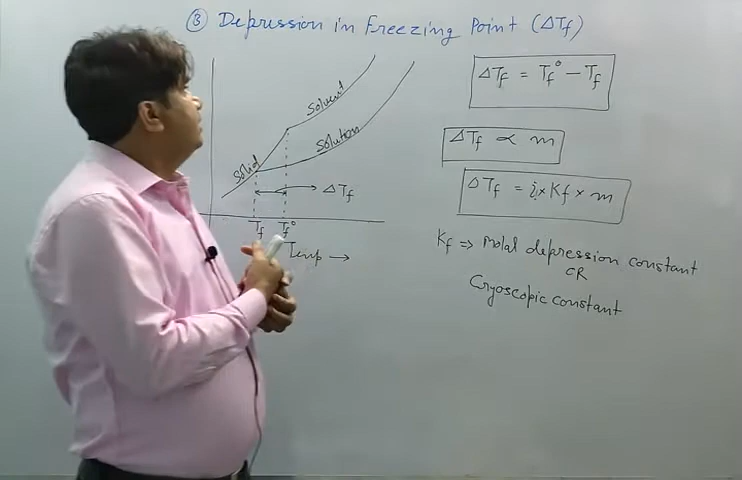 ③ Depression in Freezing Point (ΔTf)
Solvent
Solution
Solid
ΔTf
Tf Tf°
Temp →
ΔTf = Tf° − Tf
ΔTf ∝ m
ΔTf = i × Kf × m
Kf ⇒ Molal depression constant
OR
Cryoscopic constant